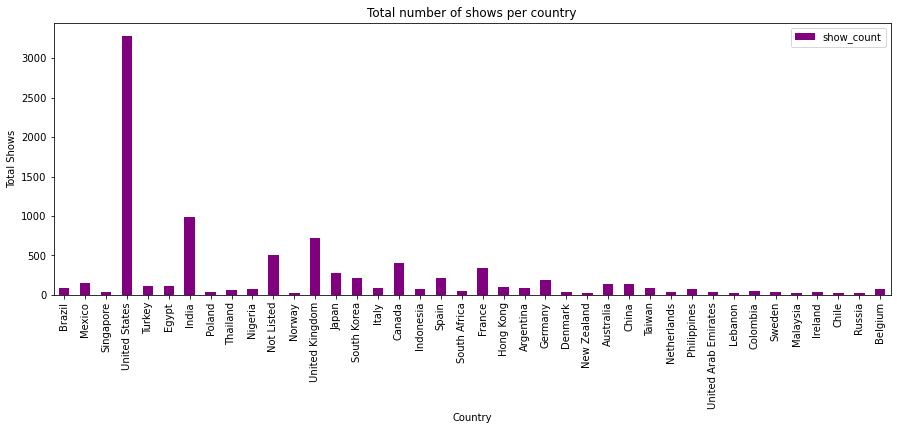 Total number of shows per country
show_count
Total Shows
3000
2500
2000
1500
1000
500
0
Brazil
Mexico
Singapore
United States
Turkey
Egypt
India
Poland
Thailand
Nigeria
Not Listed
Norway
United Kingdom
Japan
South Korea
Italy
Canada
Indonesia
Spain
South Africa
France
Hong Kong
Argentina
Germany
Denmark
New Zealand
Australia
China
Taiwan
Netherlands
Philippines
United Arab Emirates
Lebanon
Colombia
Sweden
Malaysia
Ireland
Chile
Russia
Belgium
Country